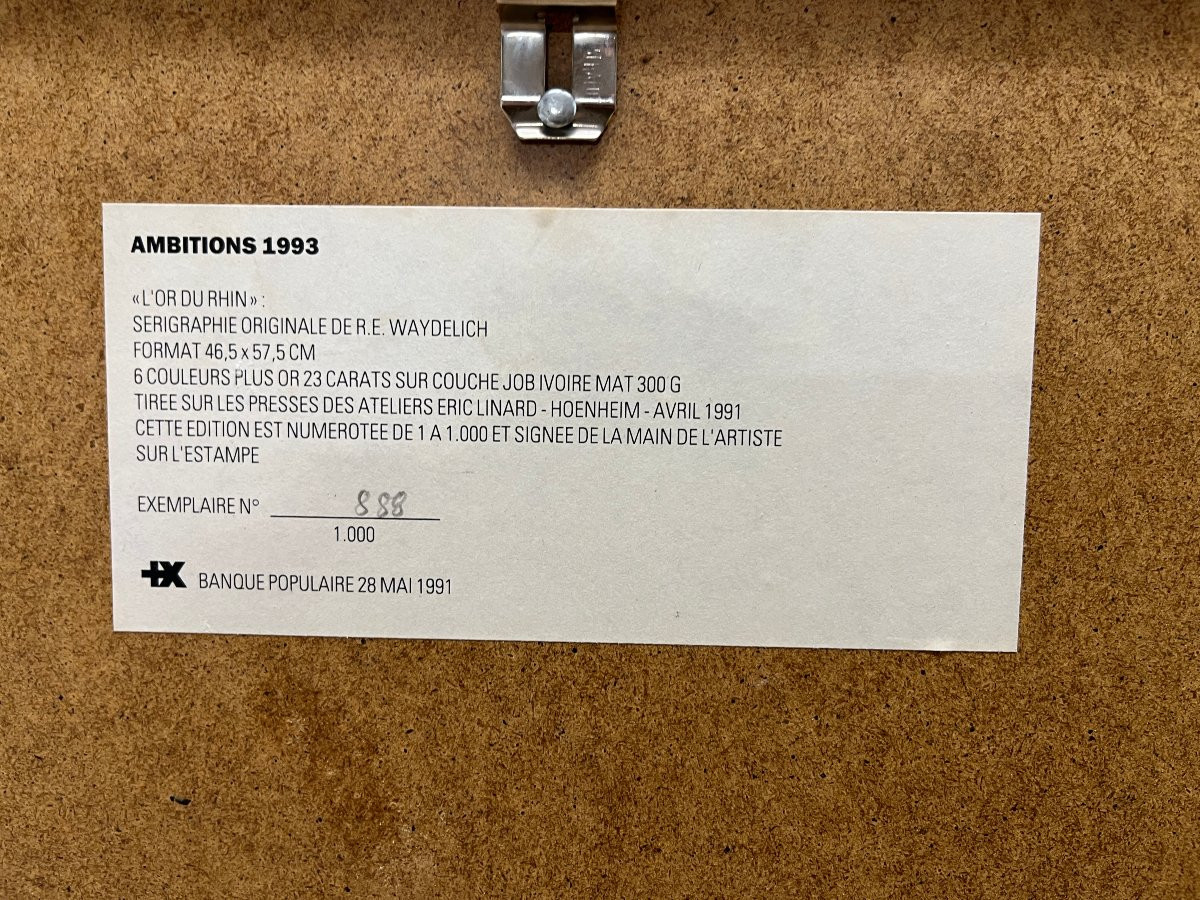 AMBITIONS 1993
«L'OR DU RHIN» :
SERIGRAPHIE ORIGINALE DE R.E. WAYDELICH
FORMAT 46,5 x 57,5 CM
6 COULEURS PLUS OR 23 CARATS SUR COUCHE JOB IVOIRE MAT 300 G
TIREE SUR LES PRESSES DES ATELIERS ERIC LINARD - HOENHEIM - AVRIL 1991
CETTE EDITION EST NUMEROTEE DE 1 A 1.000 ET SIGNEE DE LA MAIN DE L'ARTISTE
SUR L'ESTAMPE
EXEMPLAIRE N° 888
1.000
BANQUE POPULAIRE 28 MAI 1991